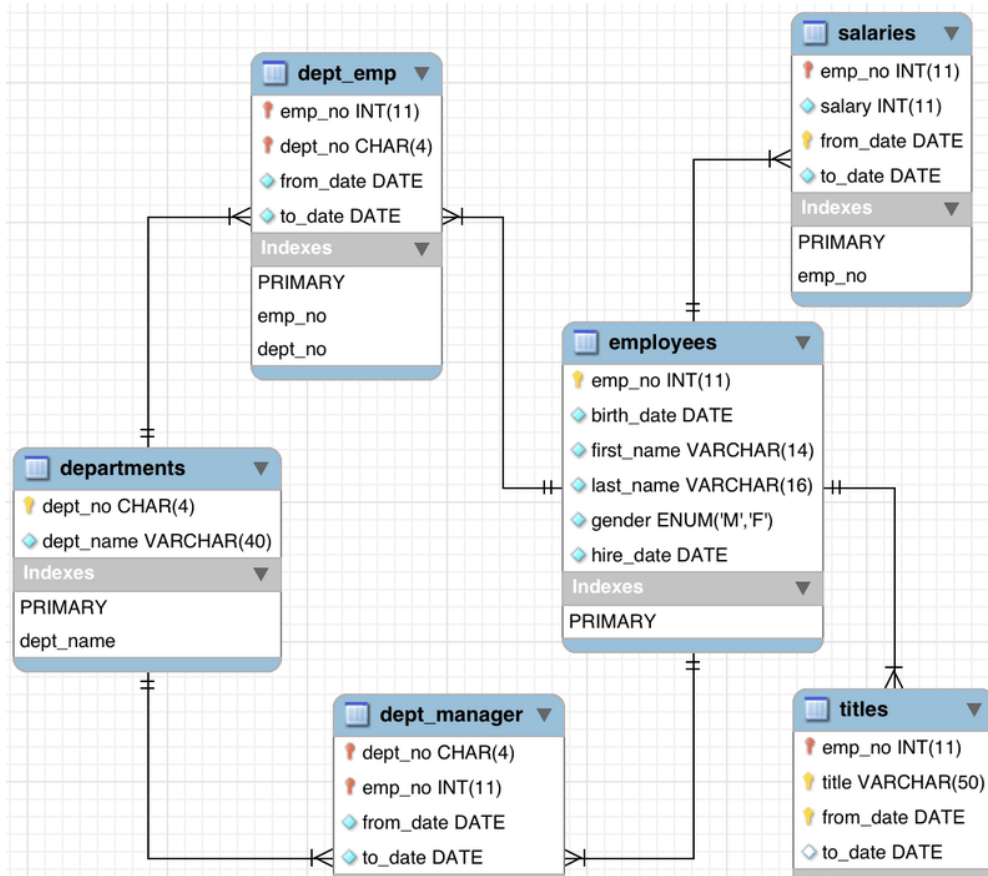 dept_emp
emp_no INT(11)
dept_no CHAR(4)
from_date DATE
to_date DATE
Indexes
PRIMARY
emp_no
dept_no
salaries
emp_no INT(11)
salary INT(11)
from_date DATE
to_date DATE
Indexes
PRIMARY
emp_no
employees
emp_no INT(11)
birth_date DATE
first_name VARCHAR(14)
last_name VARCHAR(16)
gender ENUM('M','F')
hire_date DATE
Indexes
PRIMARY
departments
dept_no CHAR(4)
dept_name VARCHAR(40)
Indexes
PRIMARY
dept_name
dept_manager
dept_no CHAR(4)
emp_no INT(11)
from_date DATE
to_date DATE
titles
emp_no INT(11)
title VARCHAR(50)
from_date DATE
to_date DATE